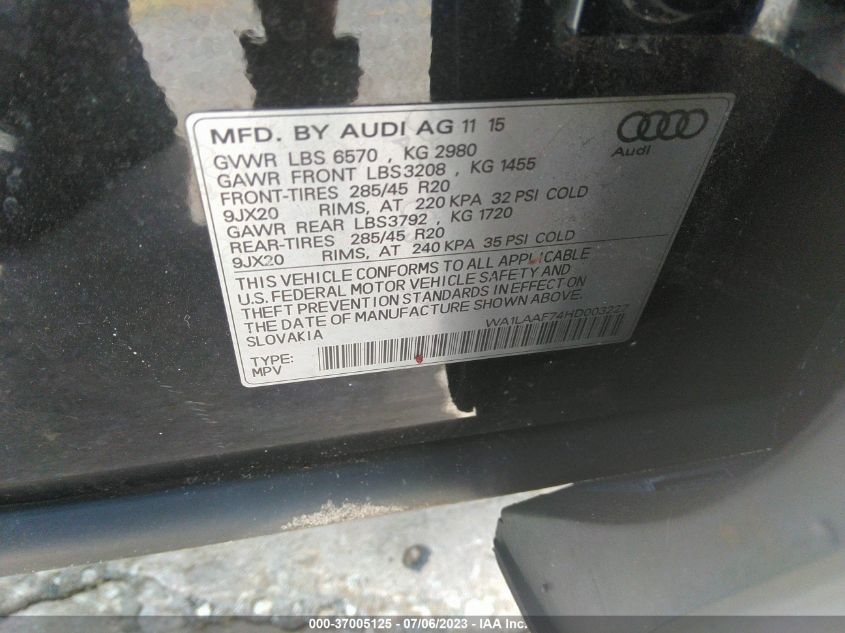 MFD. BY AUDI AG 11 15
Audi
GVWR LBS 6570 , KG 2980
GAWR FRONT LBS3208 , KG 1455
FRONT-TIRES 285/45 R20
9JX20 RIMS, AT 220 KPA 32 PSI COLD
GAWR REAR LBS3792 , KG 1720
REAR-TIRES 285/45 R20
9JX20 RIMS, AT 240 KPA 35 PSI COLD
THIS VEHICLE CONFORMS TO ALL APPLICABLE
U.S. FEDERAL MOTOR VEHICLE SAFETY AND
THEFT PREVENTION STANDARDS IN EFFECT ON
THE DATE OF MANUFACTURE SHOWN ABOVE.
SLOVAKIA
WA1LAAF74HD003227
TYPE:
MPV
000-37005125 - 07/06/2023 - IAA Inc.